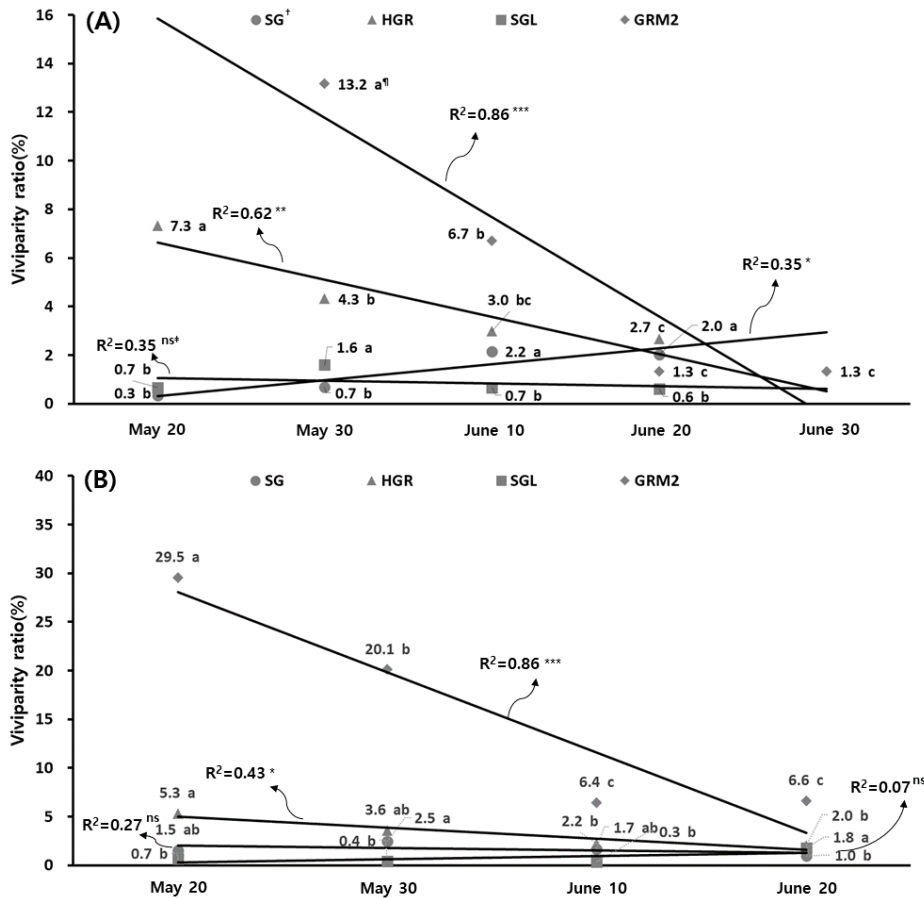 (A)
SG† HGR SGL GRM2
16
14
12
10
8
6
4
2
0
Viviparity ratio(%)
13.2 a¶
R²=0.86 ***
R²=0.62 **
7.3 a
6.7 b
R²=0.35 *
4.3 b
3.0 bc
2.7 c
2.0 a
R²=0.35 ns‡
1.6 a
2.2 a
0.7 b
1.3 c
1.3 c
0.3 b
0.7 b
0.7 b
0.6 b
May 20 May 30 June 10 June 20 June 30
(B)
SG HGR SGL GRM2
40
35
30
25
20
15
10
5
0
Viviparity ratio(%)
29.5 a
20.1 b
R²=0.86 ***
R²=0.43 *
R²=0.07 ns
5.3 a
6.4 c
6.6 c
R²=0.27 ns
3.6 ab
2.5 a
2.2 b
2.0 b
1.5 ab
0.4 b
1.7 ab
0.3 b
1.8 a
0.7 b
1.0 b
May 20 May 30 June 10 June 20